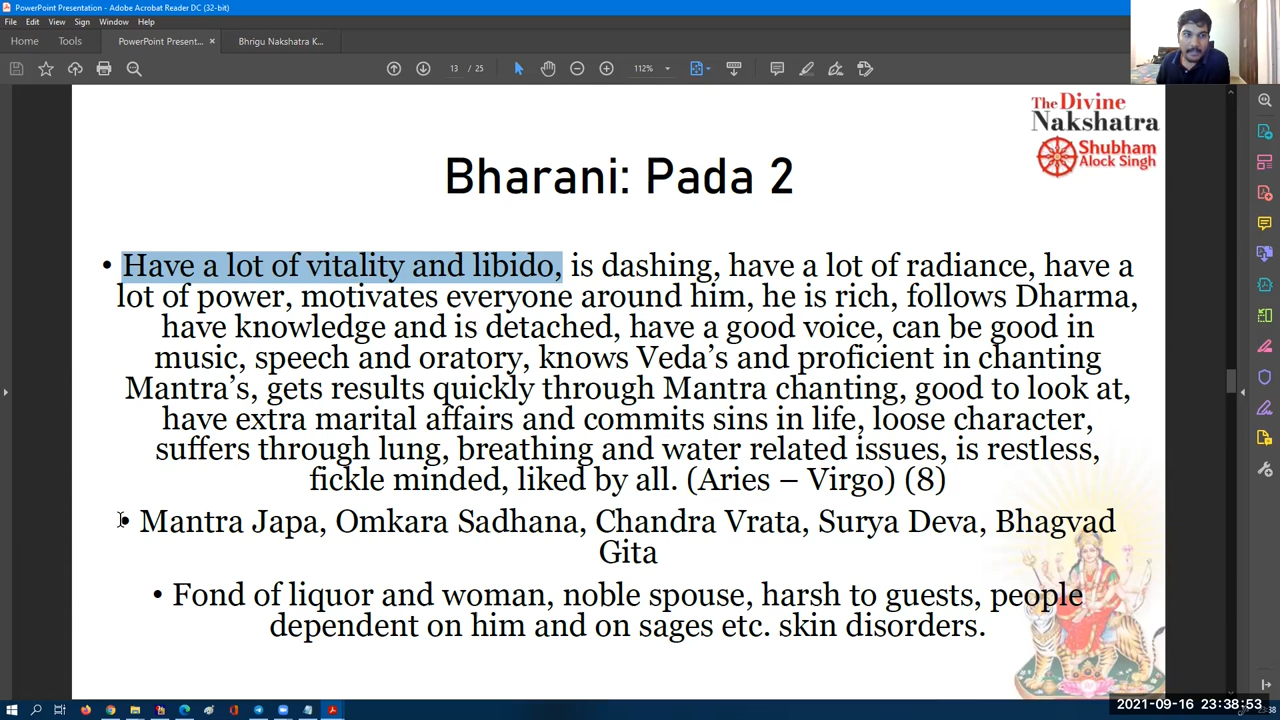 PowerPoint Presentation - Adobe Acrobat Reader DC (32-bit)
File Edit View Sign Window Help
Home Tools PowerPoint Present... × Bhrigu Nakshatra K...
13 / 25 112%
The Divine
Nakshatra
Shubham
Alock Singh
Bharani: Pada 2
• Have a lot of vitality and libido, is dashing, have a lot of radiance, have a
lot of power, motivates everyone around him, he is rich, follows Dharma,
have knowledge and is detached, have a good voice, can be good in
music, speech and oratory, knows Veda’s and proficient in chanting
Mantra’s, gets results quickly through Mantra chanting, good to look at,
have extra marital affairs and commits sins in life, loose character,
suffers through lung, breathing and water related issues, is restless,
fickle minded, liked by all. (Aries – Virgo) (8)
• Mantra Japa, Omkara Sadhana, Chandra Vrata, Surya Deva, Bhagvad
Gita
• Fond of liquor and woman, noble spouse, harsh to guests, people
dependent on him and on sages etc. skin disorders.
2021-09-16 23:38:53